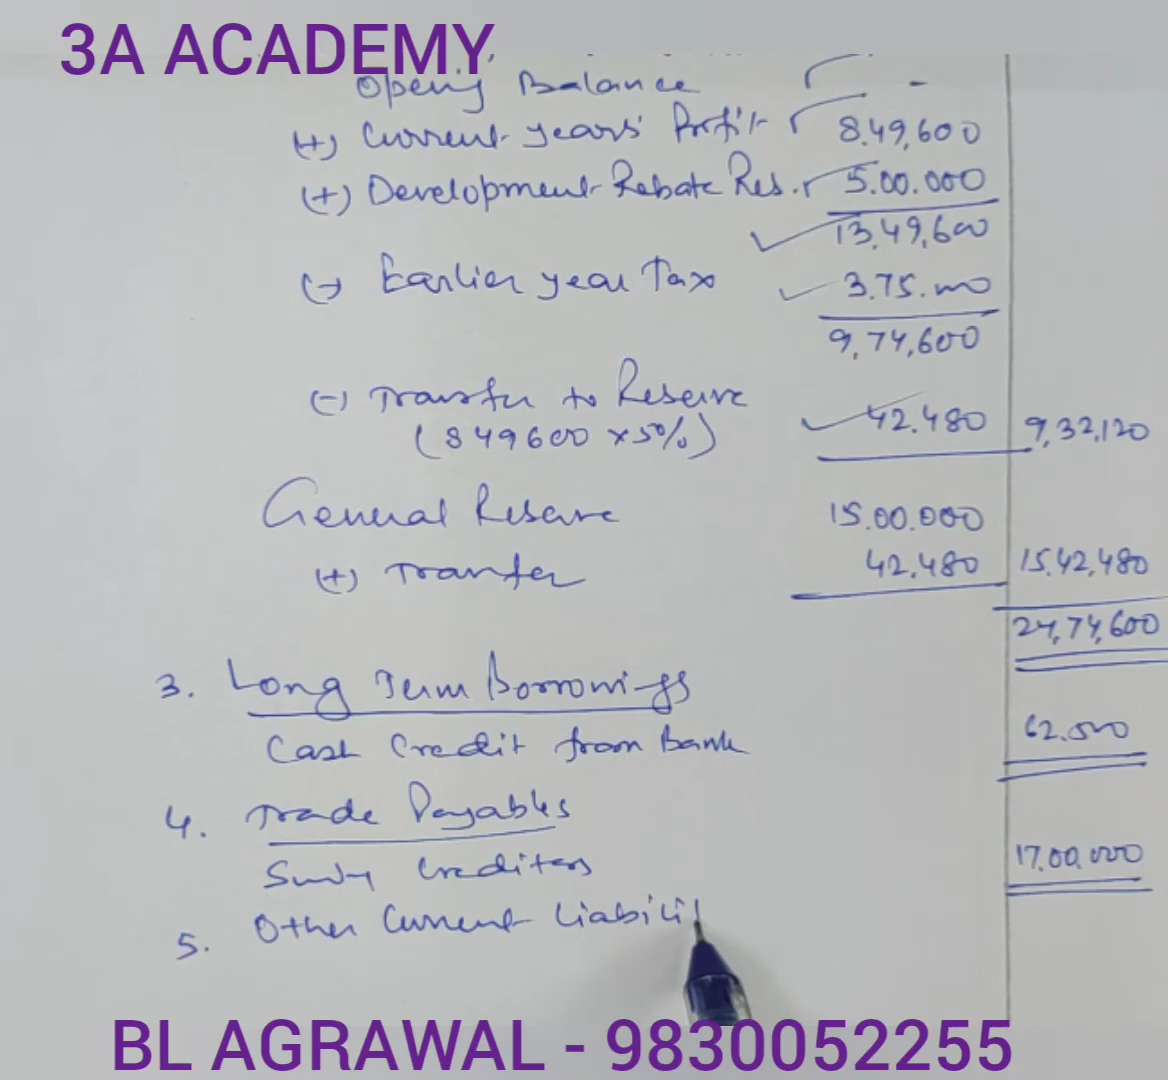 3A ACADEMY
Opening Balance -
(+) Current years' Profit 8,49,600
(+) Development Rebate Res. 5.00.000
13,49,600
(-) Earlier year Tax 3.75.000
9,74,600
(-) Transfer to Reserve 42.480 9,32,120
(849600 x 5%)
General Reserve 15.00.000
(+) Transfer 42.480 15,42,480
24,74,600
3. Long Term Borrowings
Cash Credit from Bank 62.500
4. Trade Payables
Sundry Creditors 17.00.000
5. Other Current Liabilit
BL AGRAWAL - 9830052255